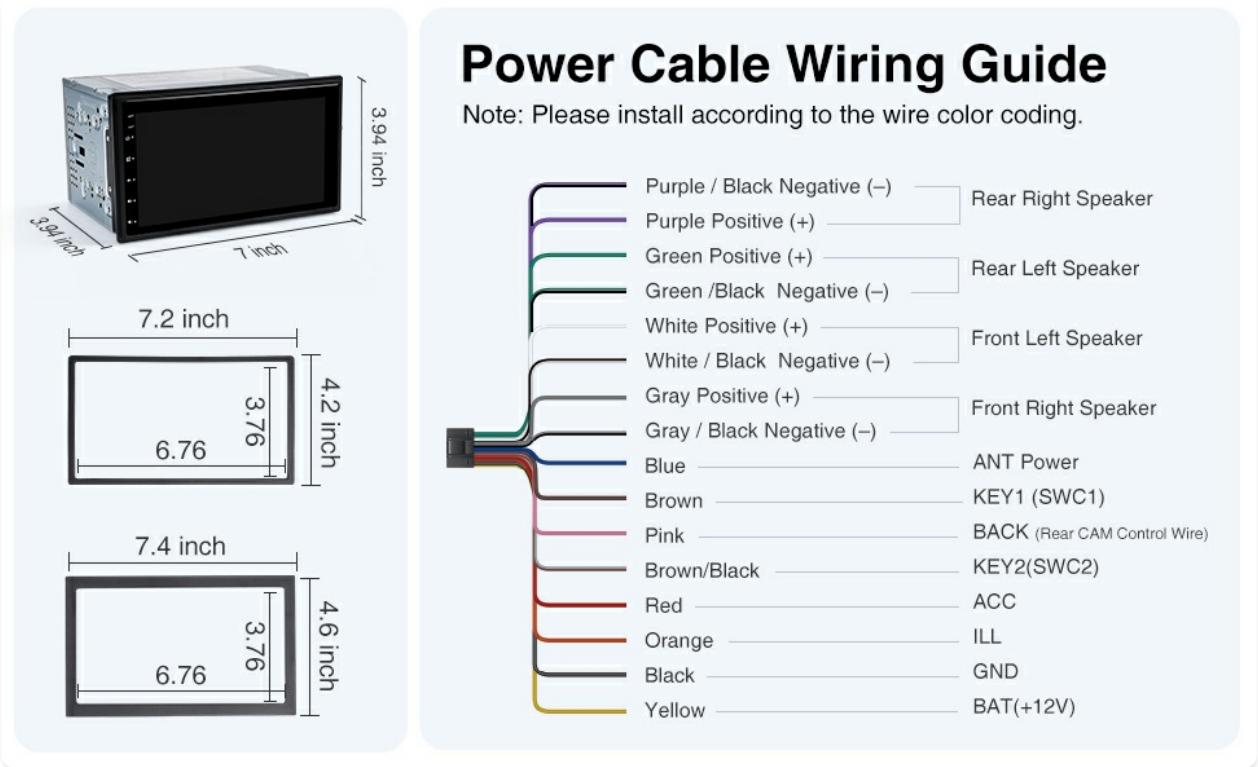 3.94 inch
3.94 inch
7 inch
7.2 inch
4.2 inch
3.76
6.76
7.4 inch
4.6 inch
3.76
6.76
Power Cable Wiring Guide
Note: Please install according to the wire color coding.
Purple / Black Negative (–)
Purple Positive (+)
Rear Right Speaker
Green Positive (+)
Green /Black Negative (–)
Rear Left Speaker
White Positive (+)
White / Black Negative (–)
Front Left Speaker
Gray Positive (+)
Gray / Black Negative (–)
Front Right Speaker
Blue ANT Power
Brown KEY1 (SWC1)
Pink BACK (Rear CAM Control Wire)
Brown/Black KEY2(SWC2)
Red ACC
Orange ILL
Black GND
Yellow BAT(+12V)